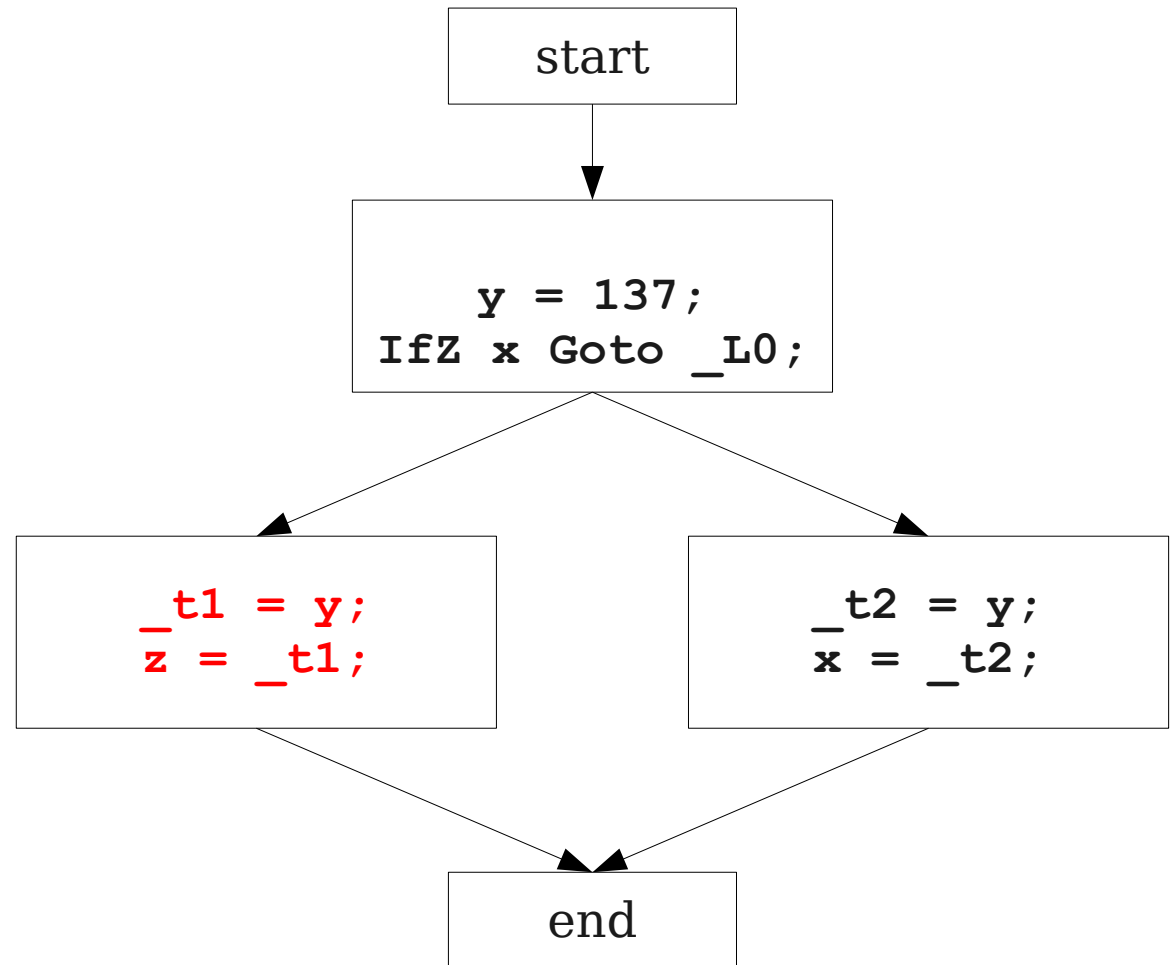 start
y = 137;
IfZ x Goto _L0;
_t1 = y;
z = _t1;
_t2 = y;
x = _t2;
end